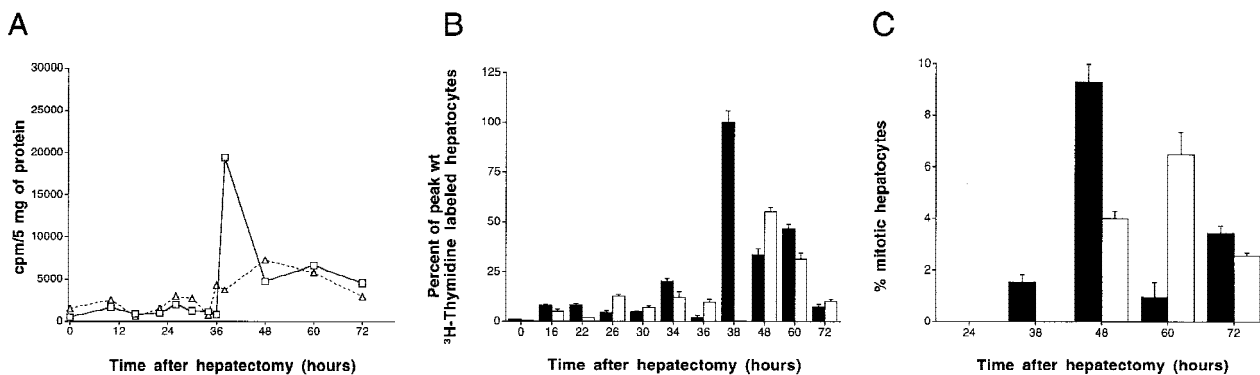 A
30000
25000
20000
15000
10000
5000
0
cpm/5 mg of protein
0 12 24 36 48 60 72
Time after hepatectomy (hours)
B
125
100
75
50
25
0
Percent of peak wt
³H-Thymidine labeled hepatocytes
0 16 22 26 30 34 36 38 48 60 72
Time after hepatectomy (hours)
C
10
8
6
4
2
0
% mitotic hepatocytes
24 38 48 60 72
Time after hepatectomy (hours)